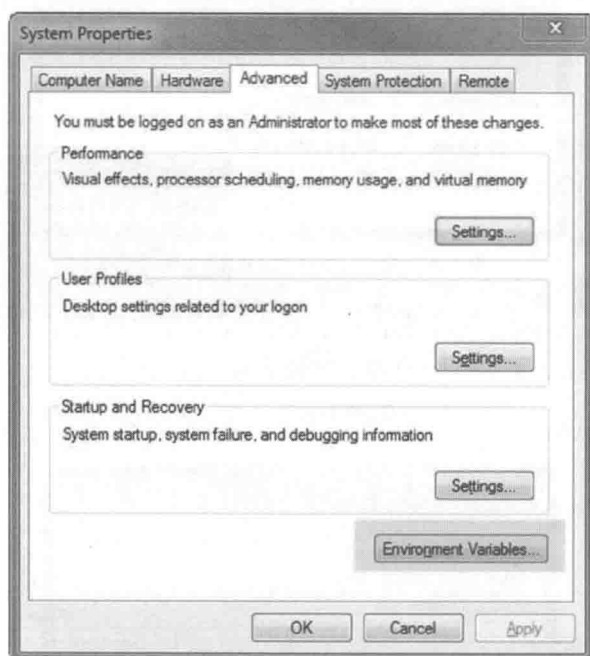 System Properties
Computer Name Hardware Advanced System Protection Remote
You must be logged on as an Administrator to make most of these changes.
Performance
Visual effects, processor scheduling, memory usage, and virtual memory
Settings...
User Profiles
Desktop settings related to your logon
Settings...
Startup and Recovery
System startup, system failure, and debugging information
Settings...
Environment Variables...
OK Cancel Apply